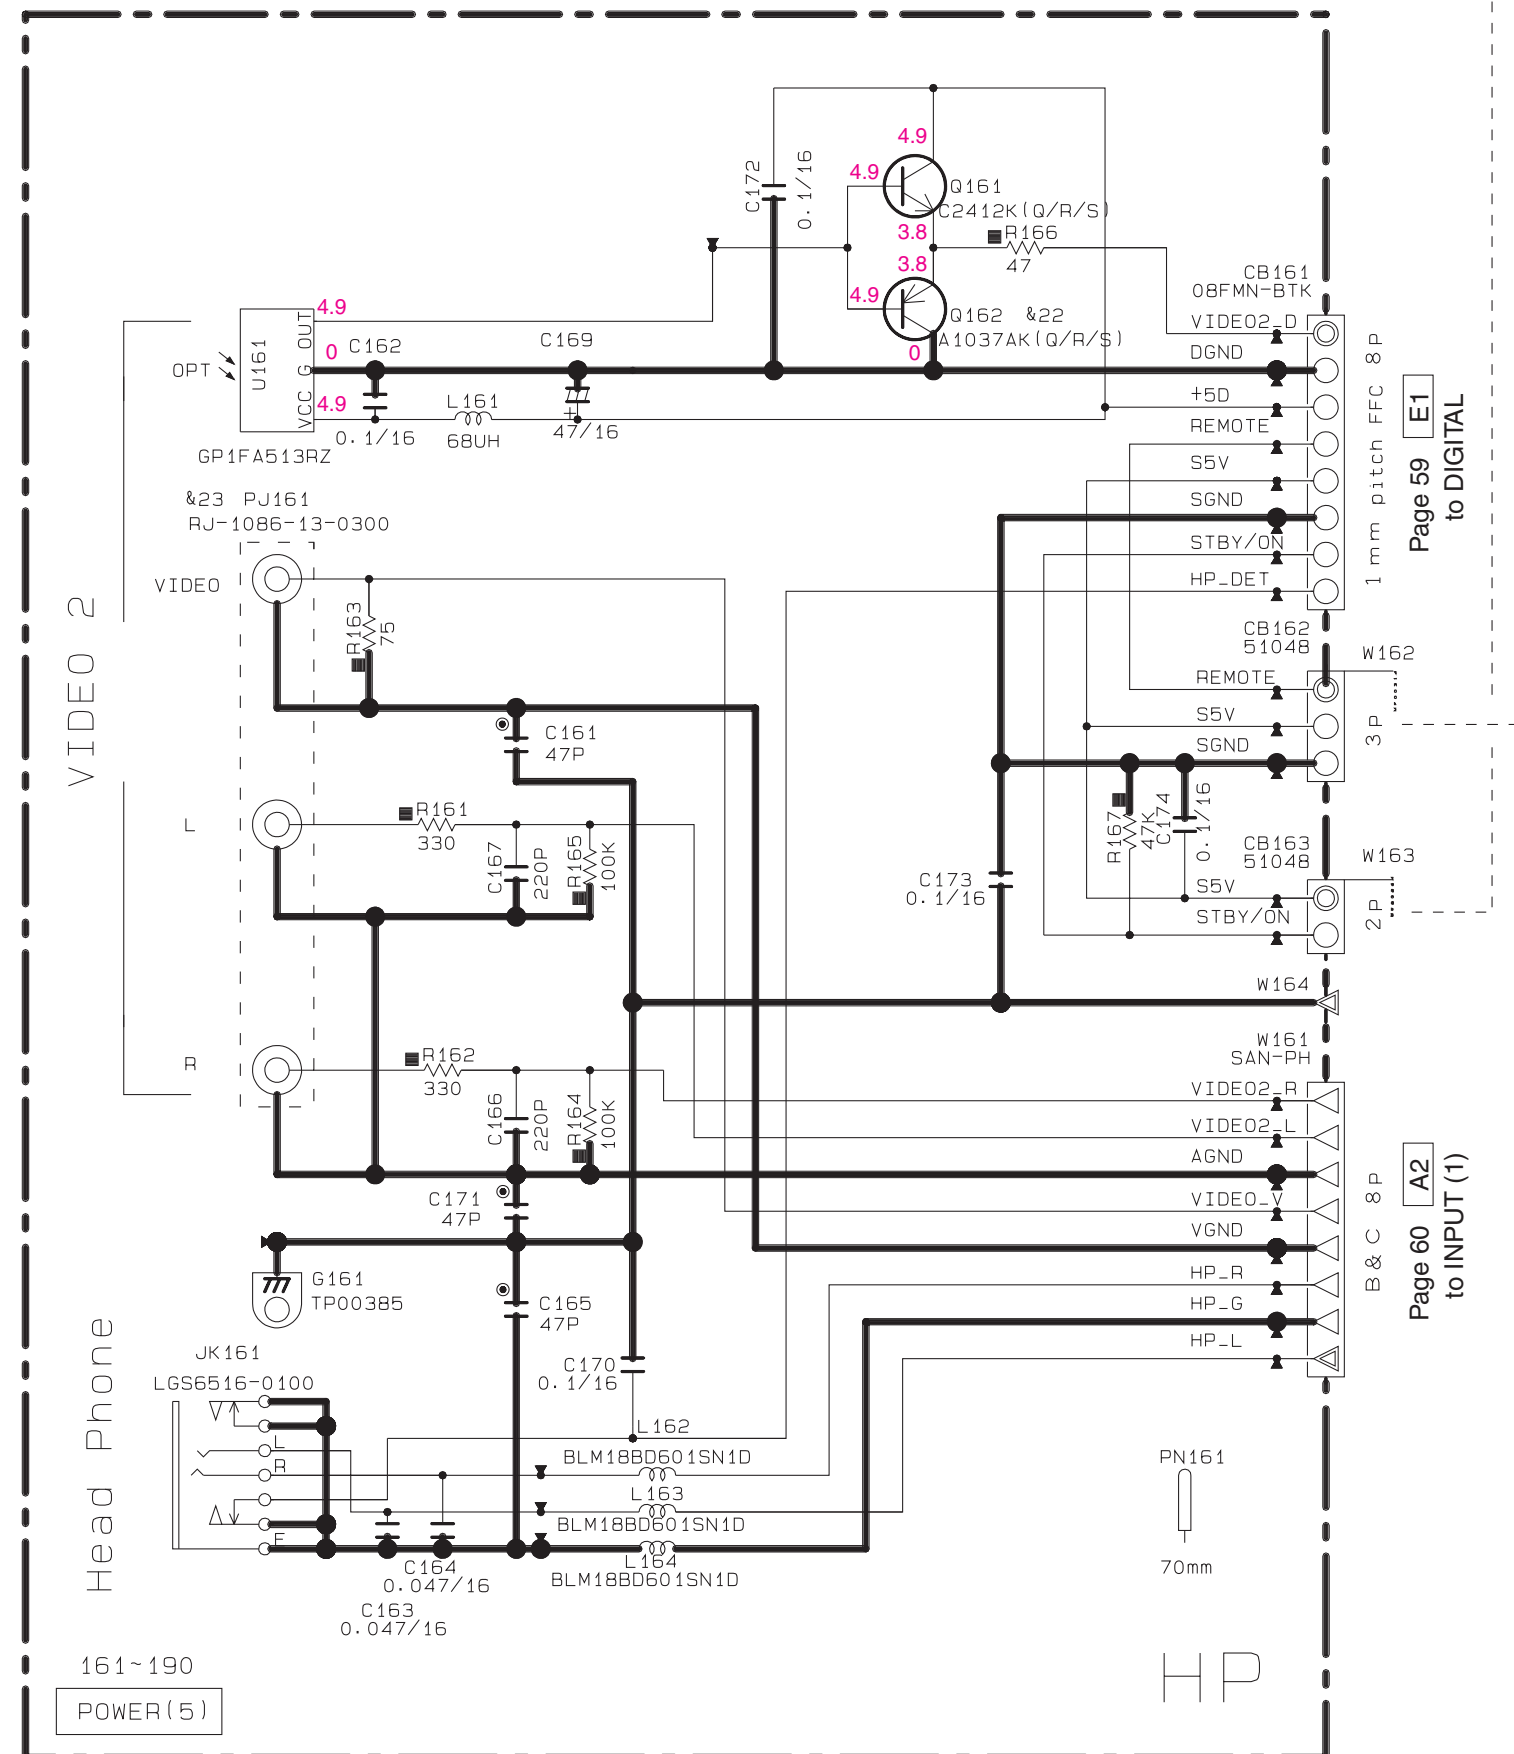 4.9
4.9
C172
0.1/16
Q161
C2412K(Q/R/S)
3.8
R166
47
3.8
4.9
Q162 &22
A1037AK(Q/R/S)
0
CB161
08FMN-BTK
VIDEO2_D
DGND
+5D
REMOTE
S5V
SGND
STBY/ON
HP_DET
1mm pitch FFC 8P
Page 59 E1
to DIGITAL
4.9
0
4.9
OPT
U161
OUT
G
VCC
C162
0.1/16
L161
68UH
C169
+
47/16
GP1FA513RZ
&23 PJ161
RJ-1086-13-0300
VIDEO 2
VIDEO
R163
75
C161
47P
L
R161
330
C167
220P
R165
100K
R
R162
330
C166
220P
R164
100K
C171
47P
CB162
51048
W162
REMOTE
S5V
SGND
3P
R167
47K
C174
0.1/16
CB163
51048
W163
S5V
STBY/ON
2P
C173
0.1/16
W164
W161
SAN-PH
VIDEO2_R
VIDEO2_L
AGND
VIDEO_V
VGND
HP_R
HP_G
HP_L
B&C 8P
Page 60 A2
to INPUT (1)
G161
TP00385
C165
47P
C170
0.1/16
Head Phone
JK161
LGS6516-0100
L
R
E
L162
BLM18BD601SN1D
L163
BLM18BD601SN1D
L164
BLM18BD601SN1D
C164
0.047/16
C163
0.047/16
PN161
70mm
161~190
POWER(5)
HP